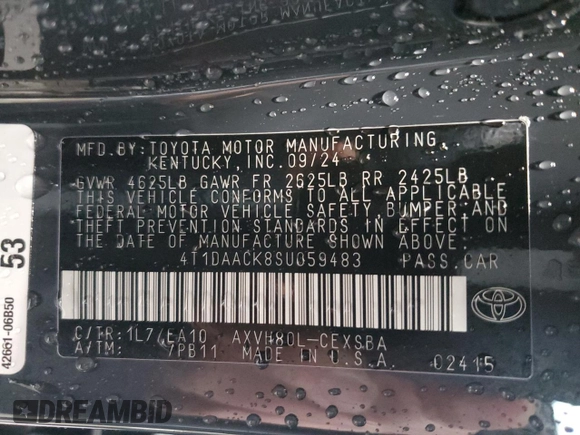 MFD. BY: TOYOTA MOTOR MANUFACTURING,
KENTUCKY, INC. 09/24
GVWR 4625LB GAWR FR 2625LB RR 2425LB
THIS VEHICLE CONFORMS TO ALL APPLICABLE
FEDERAL MOTOR VEHICLE SAFETY, BUMPER, AND
THEFT PREVENTION STANDARDS IN EFFECT ON
THE DATE OF MANUFACTURE SHOWN ABOVE.
4T1DAACK8SU059483 PASS. CAR
C/TR: 1L7/EA10 AXVH80L-CEXSBA
A/TM: /PB11 MADE IN U.S.A. 02415
TOYOTA
53
42661-06B50
DREAMBID